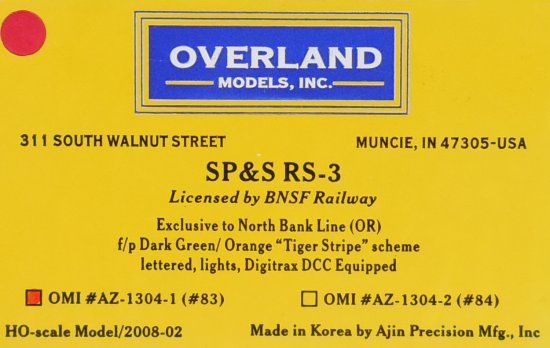 OVERLAND
MODELS, INC.
311 SOUTH WALNUT STREET MUNCIE, IN 47305-USA
SP&S RS-3
Licensed by BNSF Railway
Exclusive to North Bank Line (OR)
f/p Dark Green/ Orange “Tiger Stripe” scheme
lettered, lights, Digitrax DCC Equipped
OMI #AZ-1304-1 (#83) OMI #AZ-1304-2 (#84)
HO-scale Model/2008-02 Made in Korea by Ajin Precision Mfg., Inc